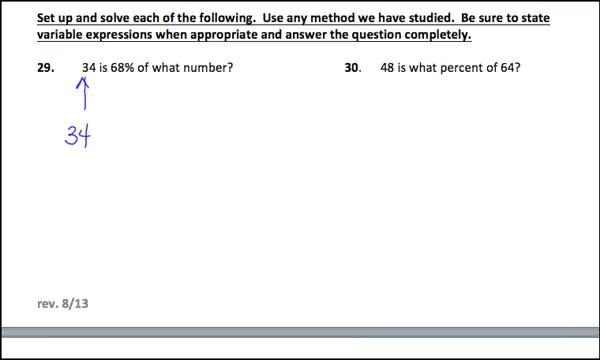 Set up and solve each of the following. Use any method we have studied. Be sure to state
variable expressions when appropriate and answer the question completely.
29. 34 is 68% of what number?
30. 48 is what percent of 64?
34
rev. 8/13